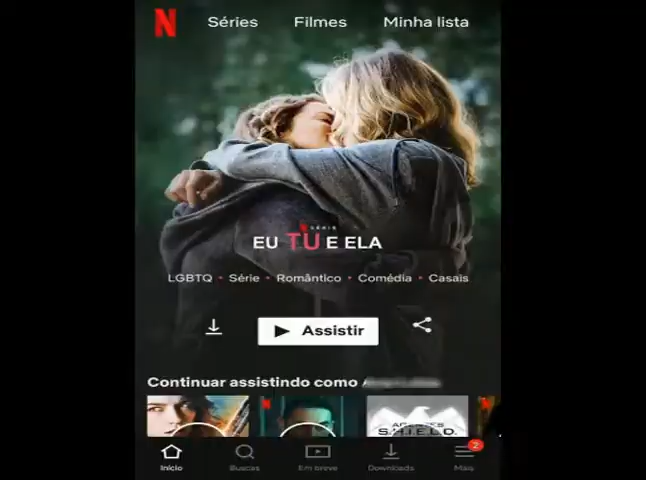 N Séries Filmes Minha lista
N SÉRIE
EU TU E ELA
LGBTQ • Série • Romântico • Comédia • Casais
Assistir
Continuar assistindo como
N N
S.H.I.E.L.D.
2
Início Buscas Em breve Downloads Mais